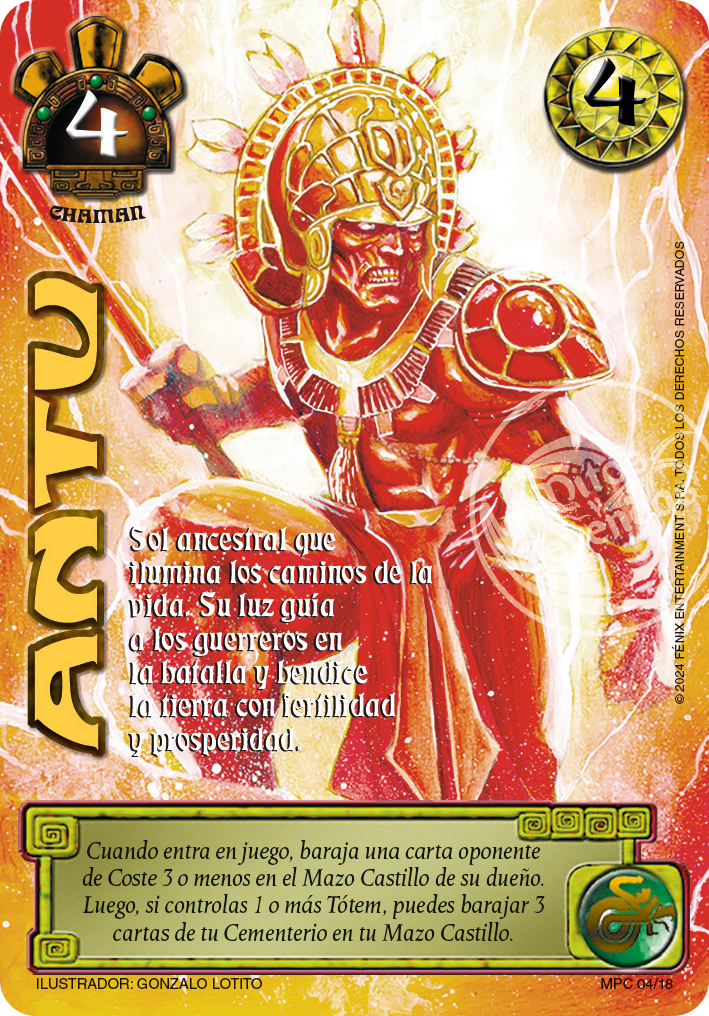 4
4
CHAMAN
ANTU
Sol ancestral que
ilumina los caminos de la
vida. Su luz guía
a los guerreros en
la batalla y bendice
la tierra con fertilidad
y prosperidad.
© 2024 FÉNIX ENTERTAINMENT S.P.A. TODOS LOS DERECHOS RESERVADOS
Cuando entra en juego, baraja una carta oponente
de Coste 3 o menos en el Mazo Castillo de su dueño.
Luego, si controlas 1 o más Tótem, puedes barajar 3
cartas de tu Cementerio en tu Mazo Castillo.
ILUSTRADOR: GONZALO LOTITO
MPC 04/18